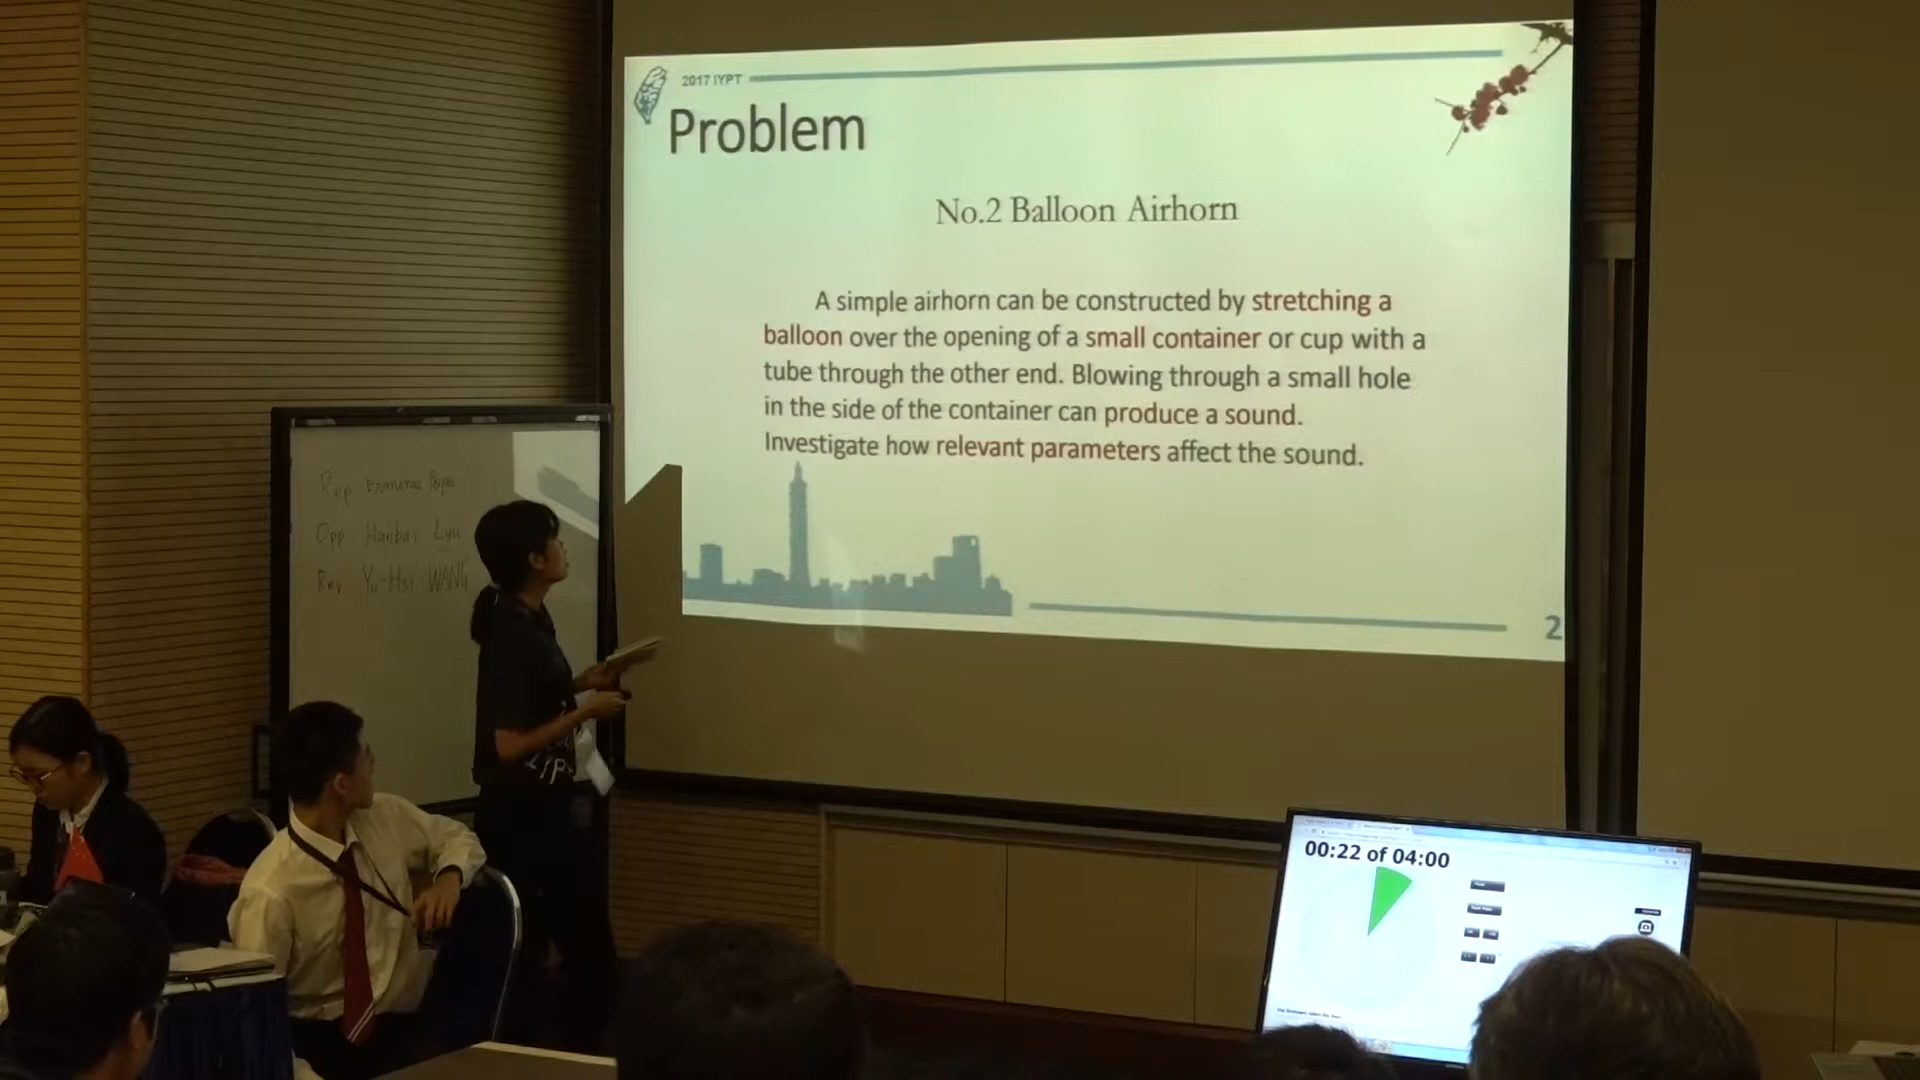 2017 IYPT
Problem
No.2 Balloon Airhorn
A simple airhorn can be constructed by stretching a
balloon over the opening of a small container or cup with a
tube through the other end. Blowing through a small hole
in the side of the container can produce a sound.
Investigate how relevant parameters affect the sound.
2
Opp
Lyu
Yu-Hsi WANG
00:22 of 04:00